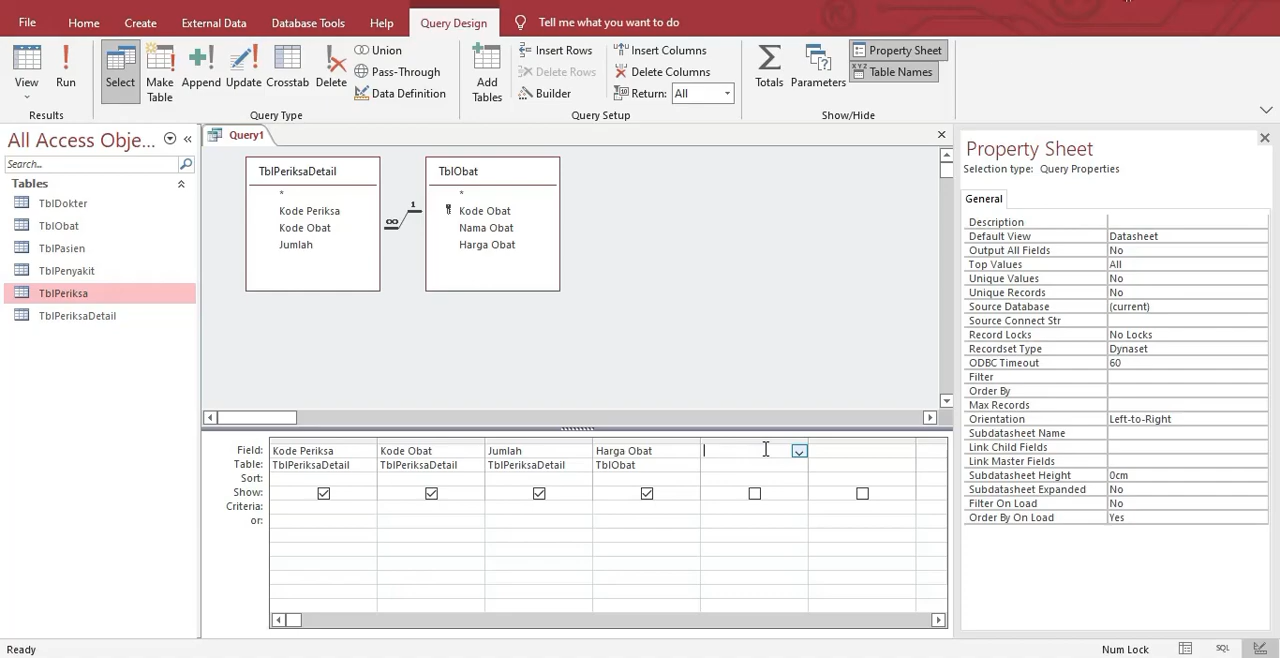 File Home Create External Data Database Tools Help Query Design Tell me what you want to do
View Run Select Make Table Append Update Crosstab Delete
Union
Pass-Through
Data Definition
Add Tables
Insert Rows
Delete Rows
Builder
Insert Columns
Delete Columns
Return: All
Totals Parameters
Property Sheet
XYZ Table Names
Results Query Type Query Setup Show/Hide
All Access Obje...
Search...
Tables
TblDokter
TblObat
TblPasien
TblPenyakit
TblPeriksa
TblPeriksaDetail
Query1
TblPeriksaDetail
*
Kode Periksa
Kode Obat
Jumlah
∞ 1
TblObat
*
Kode Obat
Nama Obat
Harga Obat
Field: Kode Periksa Kode Obat Jumlah Harga Obat
Table: TblPeriksaDetail TblPeriksaDetail TblPeriksaDetail TblObat
Sort:
Show:
Criteria:
or:
Property Sheet
Selection type: Query Properties
General
Description
Default View Datasheet
Output All Fields No
Top Values All
Unique Values No
Unique Records No
Source Database (current)
Source Connect Str
Record Locks No Locks
Recordset Type Dynaset
ODBC Timeout 60
Filter
Order By
Max Records
Orientation Left-to-Right
Subdatasheet Name
Link Child Fields
Link Master Fields
Subdatasheet Height 0cm
Subdatasheet Expanded No
Filter On Load No
Order By On Load Yes
Ready Num Lock SQL